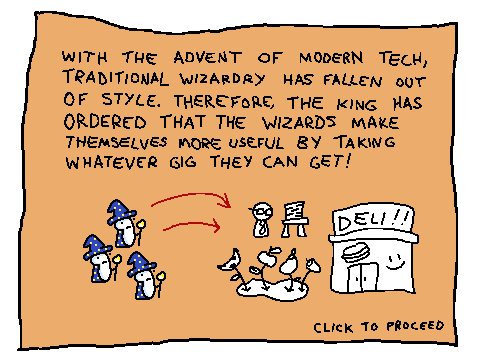 WITH THE ADVENT OF MODERN TECH,
TRADITIONAL WIZARDRY HAS FALLEN OUT
OF STYLE. THEREFORE, THE KING HAS
ORDERED THAT THE WIZARDS MAKE
THEMSELVES MORE USEFUL BY TAKING
WHATEVER GIG THEY CAN GET!
DELI!!
CLICK TO PROCEED